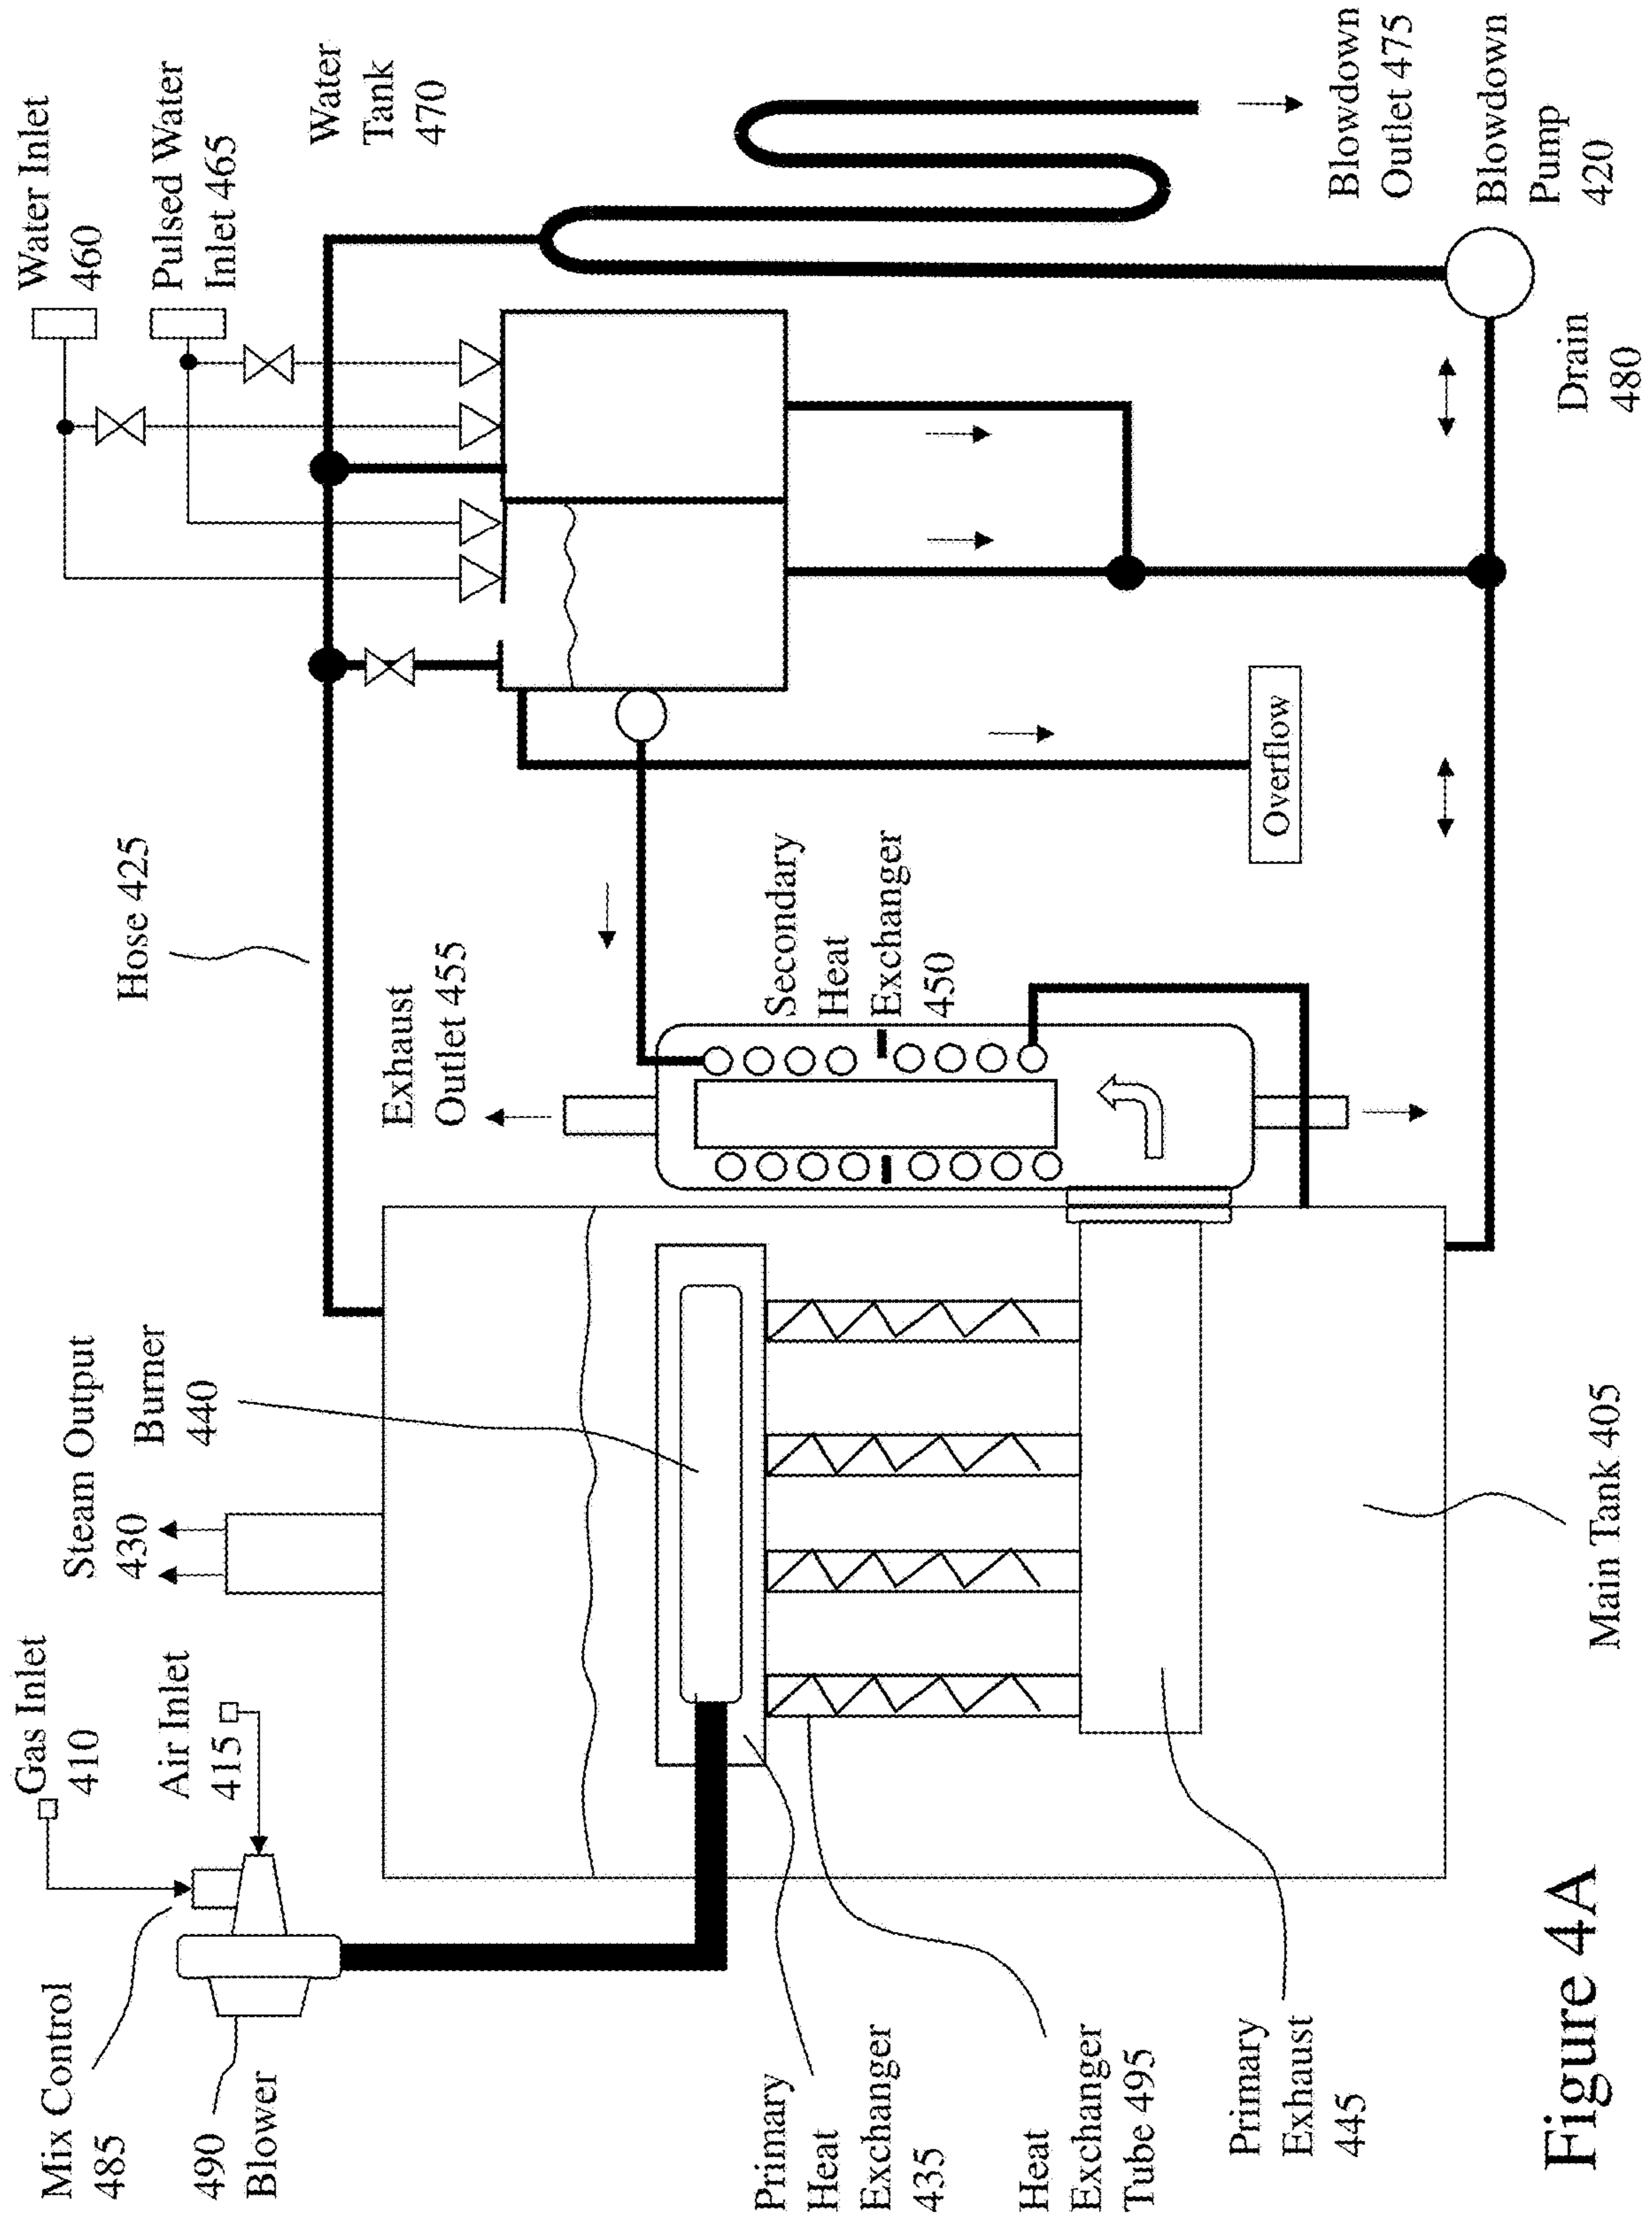 Mix Control
485
490
Blower
Gas Inlet
410
Air Inlet
415
Steam Output
430
Burner
440
Hose 425
Exhaust
Outlet 455
Water Inlet
460
Pulsed Water
Inlet 465
Water
Tank
470
Primary
Heat
Exchanger
435
Heat
Exchanger
Tube 495
Primary
Exhaust
445
Secondary
Heat
Exchanger
450
Overflow
Blowdown
Outlet 475
Blowdown
Pump
420
Drain
480
Main Tank 405
Figure 4A